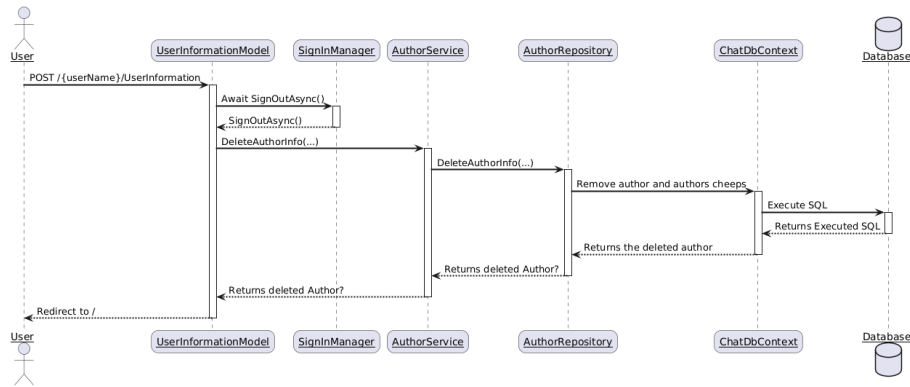 User
UserInformationModel
SignInManager
AuthorService
AuthorRepository
ChatDbContext
Database
POST /{userName}/UserInformation
Await SignOutAsync()
SignOutAsync()
DeleteAuthorInfo(...)
DeleteAuthorInfo(...)
Remove author and authors cheeps
Execute SQL
Returns Executed SQL
Returns the deleted author
Returns deleted Author?
Returns deleted Author?
Redirect to /
User
UserInformationModel
SignInManager
AuthorService
AuthorRepository
ChatDbContext
Database